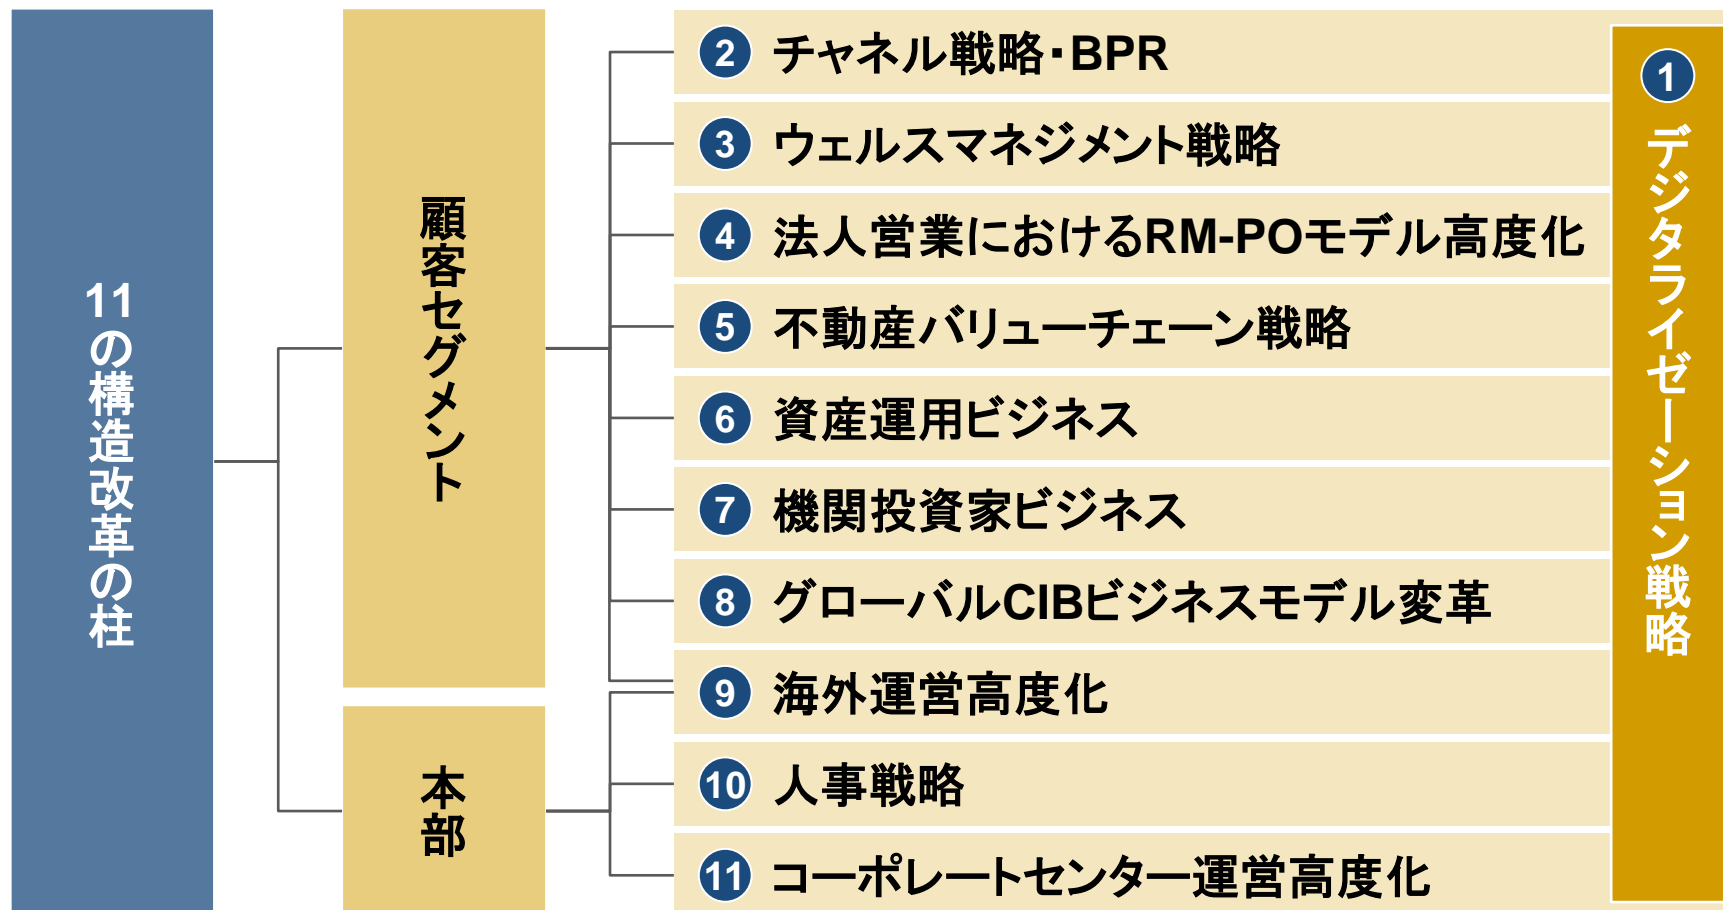 11の構造改革の柱
顧客セグメント
本部
2 チャネル戦略・BPR
3 ウェルスマネジメント戦略
4 法人営業におけるRM-POモデル高度化
5 不動産バリューチェーン戦略
6 資産運用ビジネス
7 機関投資家ビジネス
8 グローバルCIBビジネスモデル変革
9 海外運営高度化
10 人事戦略
11 コーポレートセンター運営高度化
1 デジタライゼーション戦略